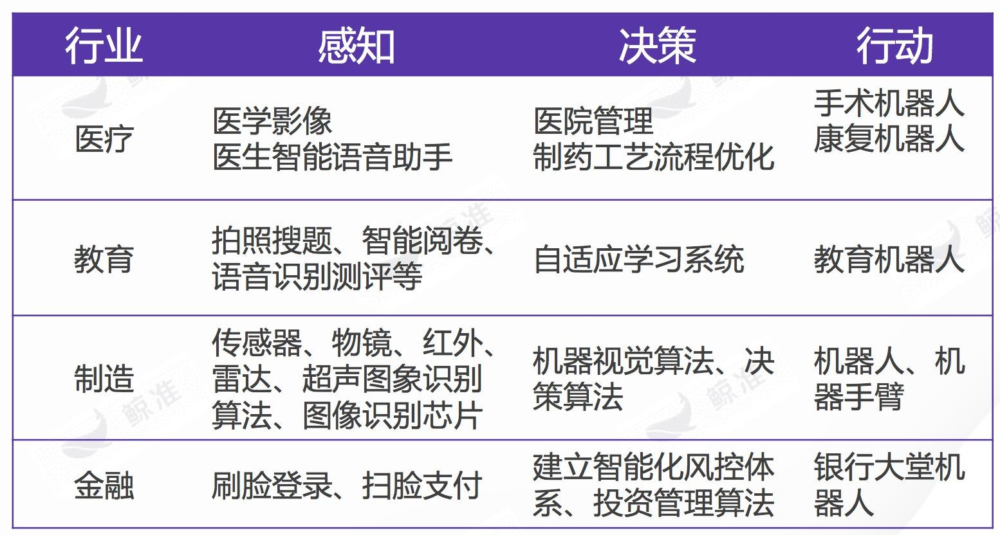 行业 感知 决策 行动
医疗
医学影像
医生智能语音助手
医院管理
制药工艺流程优化
手术机器人
康复机器人
教育
拍照搜题、智能阅卷、
语音识别测评等
自适应学习系统
教育机器人
制造
传感器、物镜、红外、
雷达、超声图象识别
算法、图像识别芯片
机器视觉算法、决
策算法
机器人、机
器手臂
金融
刷脸登录、扫脸支付
建立智能化风控体
系、投资管理算法
银行大堂机
器人
鲸准
鲸准
鲸准